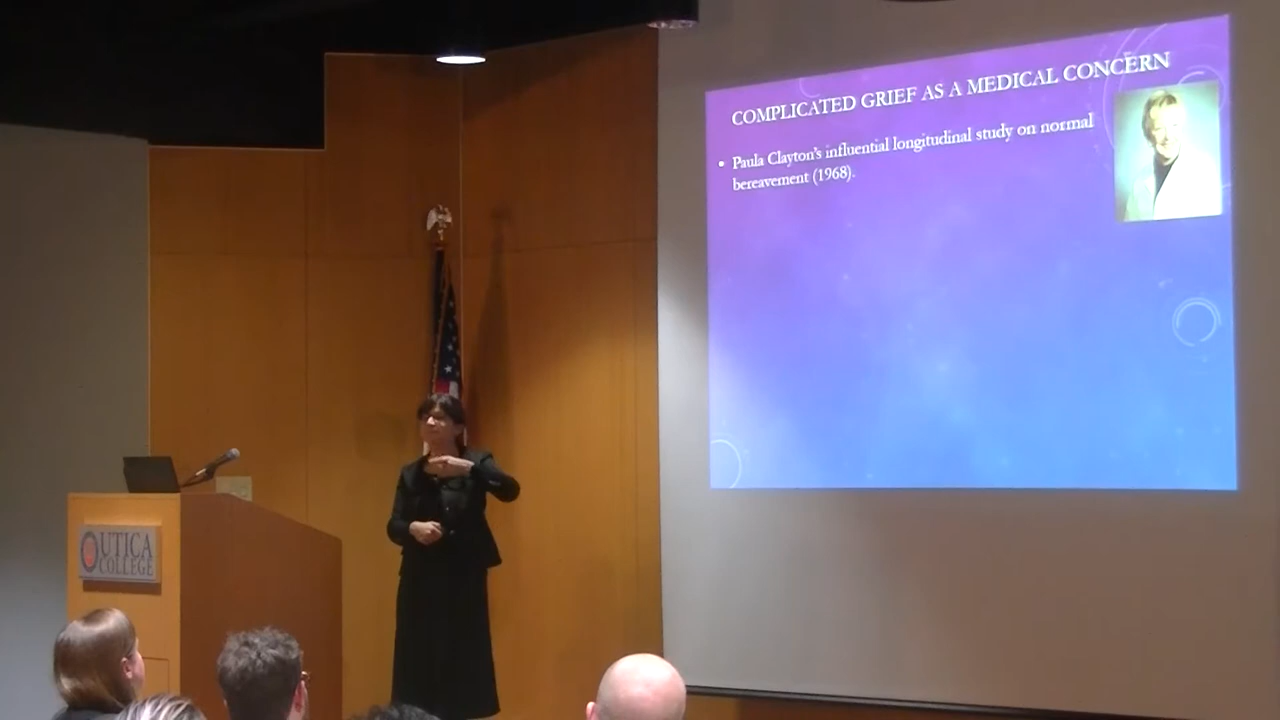 COMPLICATED GRIEF AS A MEDICAL CONCERN
• Paula Clayton's influential longitudinal study on normal
bereavement (1968).
UTICA
COLLEGE